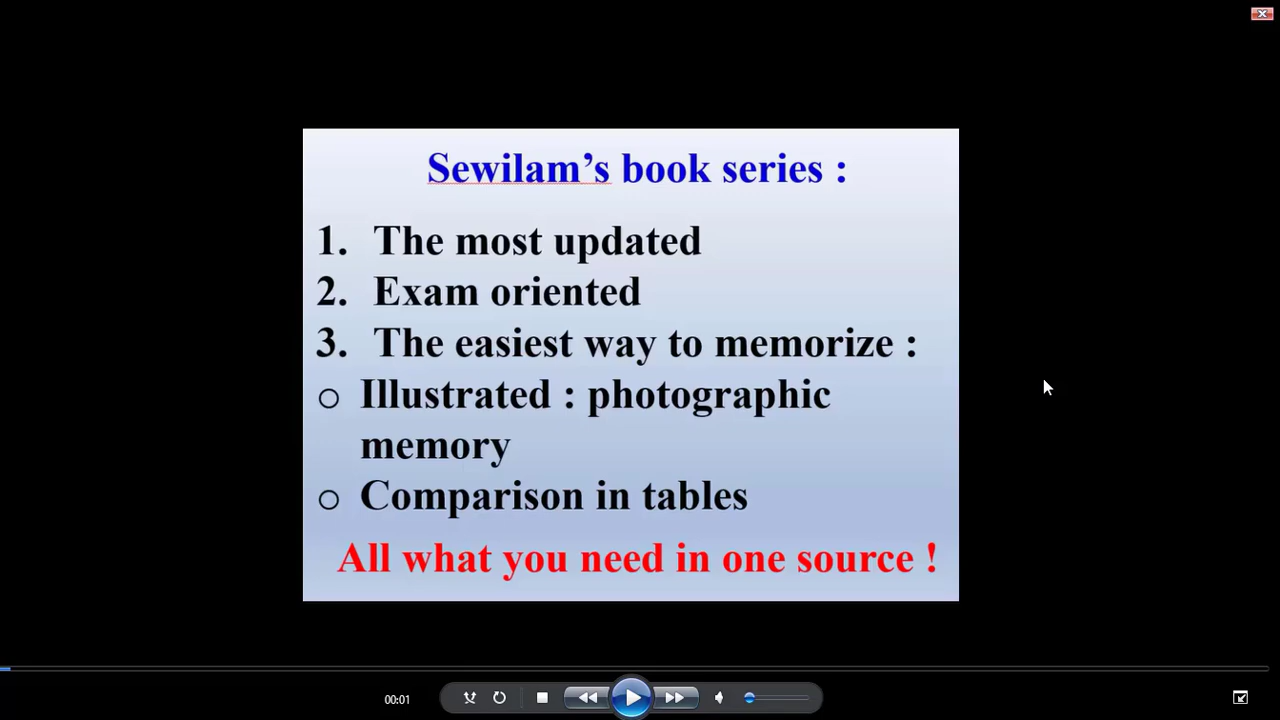 Sewilam’s book series :
1. The most updated
2. Exam oriented
3. The easiest way to memorize :
o Illustrated : photographic
memory
o Comparison in tables
All what you need in one source !
00:01